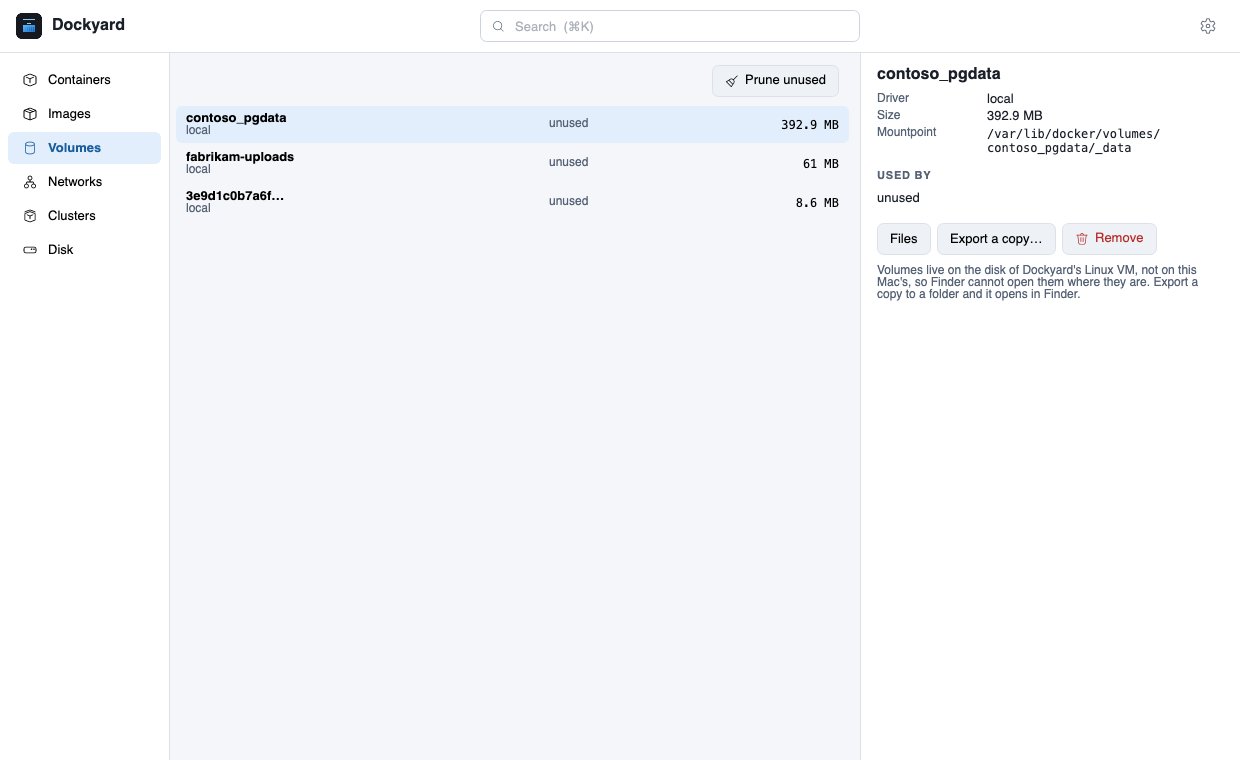 Dockyard
Search (⌘K)
Containers
Images
Volumes
Networks
Clusters
Disk
Prune unused
contoso_pgdata
local
unused
392.9 MB
fabrikam-uploads
local
unused
61 MB
3e9d1c0b7a6f…
local
unused
8.6 MB
contoso_pgdata
Driver local
Size 392.9 MB
Mountpoint /var/lib/docker/volumes/
contoso_pgdata/_data
USED BY
unused
Files
Export a copy…
Remove
Volumes live on the disk of Dockyard's Linux VM, not on this
Mac's, so Finder cannot open them where they are. Export a
copy to a folder and it opens in Finder.